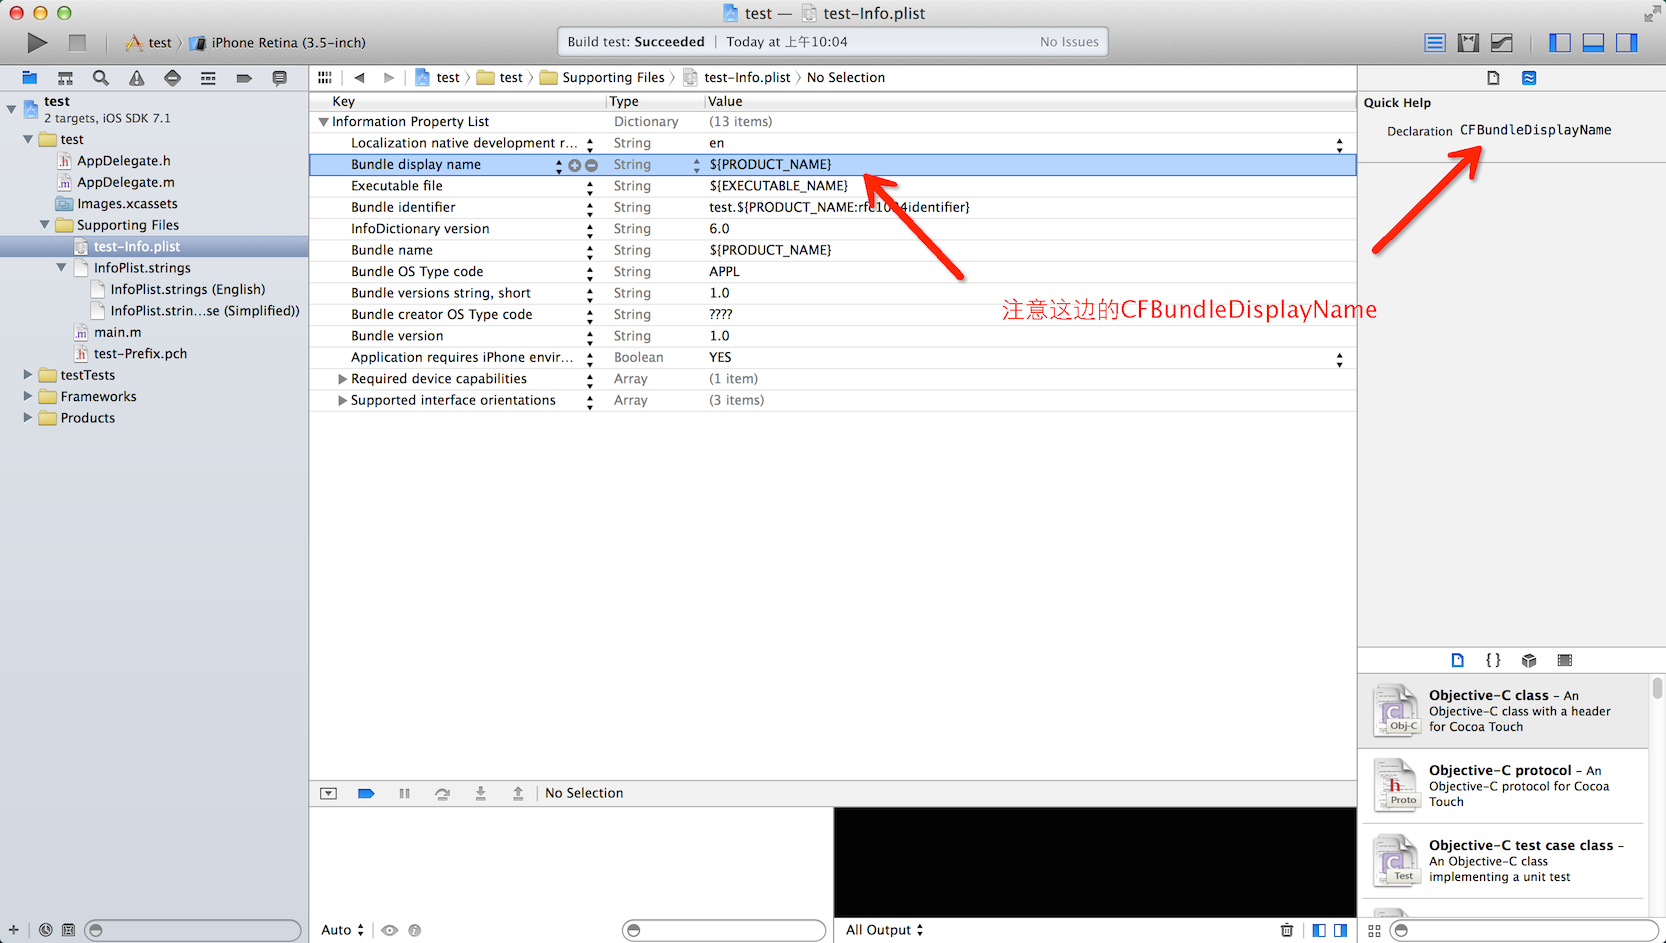 test — test-Info.plist
test 〉 iPhone Retina (3.5-inch)
Build test: Succeeded | Today at 上午10:04 No Issues
test 〉 test 〉 Supporting Files 〉 test-Info.plist 〉 No Selection
test
2 targets, iOS SDK 7.1
test
AppDelegate.h
AppDelegate.m
Images.xcassets
Supporting Files
test-Info.plist
InfoPlist.strings
InfoPlist.strings (English)
InfoPlist.strin...se (Simplified))
main.m
test-Prefix.pch
testTests
Frameworks
Products
Key Type Value
Information Property List Dictionary (13 items)
Localization native development r... String en
Bundle display name String ${PRODUCT_NAME}
Executable file String ${EXECUTABLE_NAME}
Bundle identifier String test.${PRODUCT_NAME:rfc1034identifier}
InfoDictionary version String 6.0
Bundle name String ${PRODUCT_NAME}
Bundle OS Type code String APPL
Bundle versions string, short String 1.0
Bundle creator OS Type code String ????
Bundle version String 1.0
Application requires iPhone envir... Boolean YES
Required device capabilities Array (1 item)
Supported interface orientations Array (3 items)
注意这边的CFBundleDisplayName
Quick Help
Declaration CFBundleDisplayName
{ }
Obj-C
Objective-C class – An
Objective-C class with a header
for Cocoa Touch
Proto
Objective-C protocol – An
Objective-C protocol for Cocoa
Touch
Test
Objective-C test case class –
An Objective-C class
implementing a unit test
No Selection
Auto
All Output